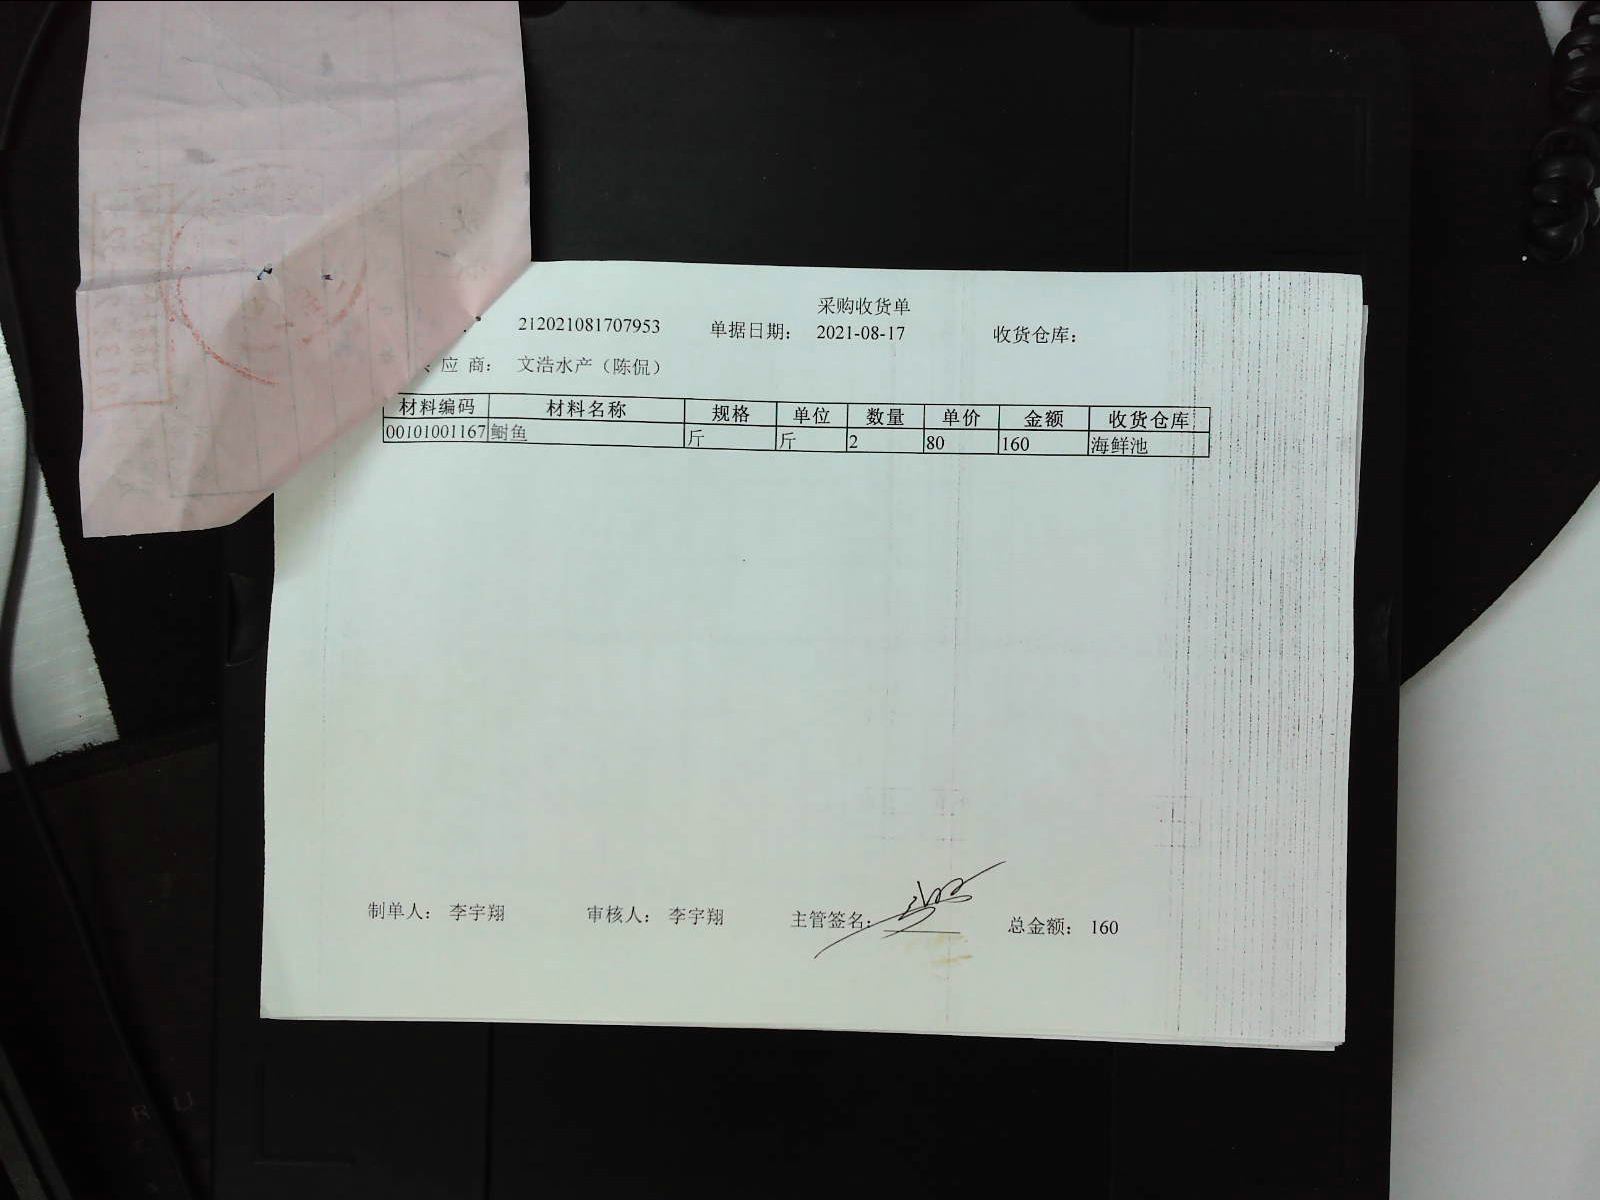 采购收货单
212021081707953 单据日期： 2021-08-17 收货仓库：
应 商： 文浩水产（陈侃）
材料编码 材料名称 规格 单位 数量 单价 金额 收货仓库
00101001167 鲥鱼 斤 斤 2 80 160 海鲜池
制单人： 李宇翔 审核人： 李宇翔 主管签名： 总金额： 160